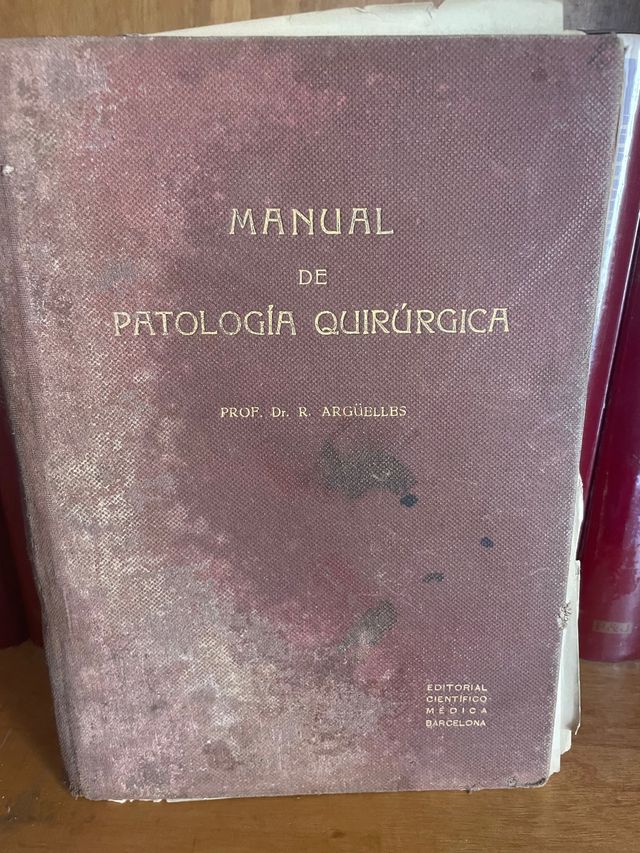 MANUAL
DE
PATOLOGÍA QUIRÚRGICA
PROF. Dr. R. ARGÜELLES
EDITORIAL
CIENTÍFICO
MÉDICA
BARCELONA
P&J